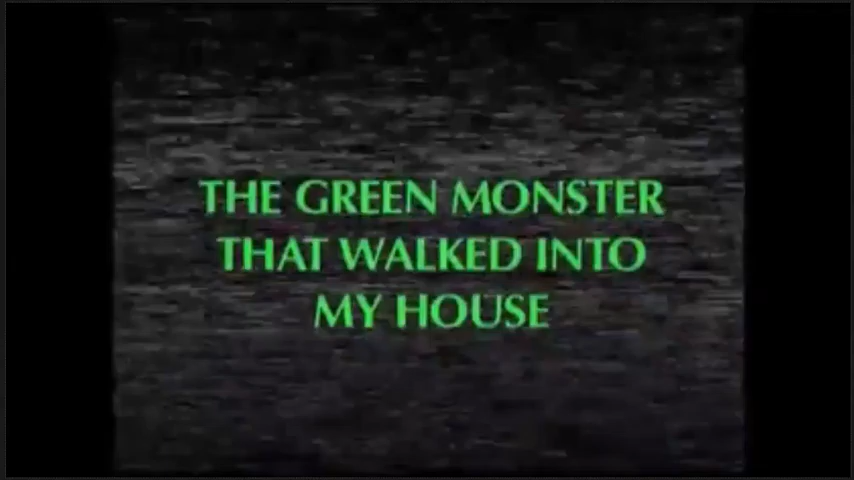 THE GREEN MONSTER
THAT WALKED INTO
MY HOUSE